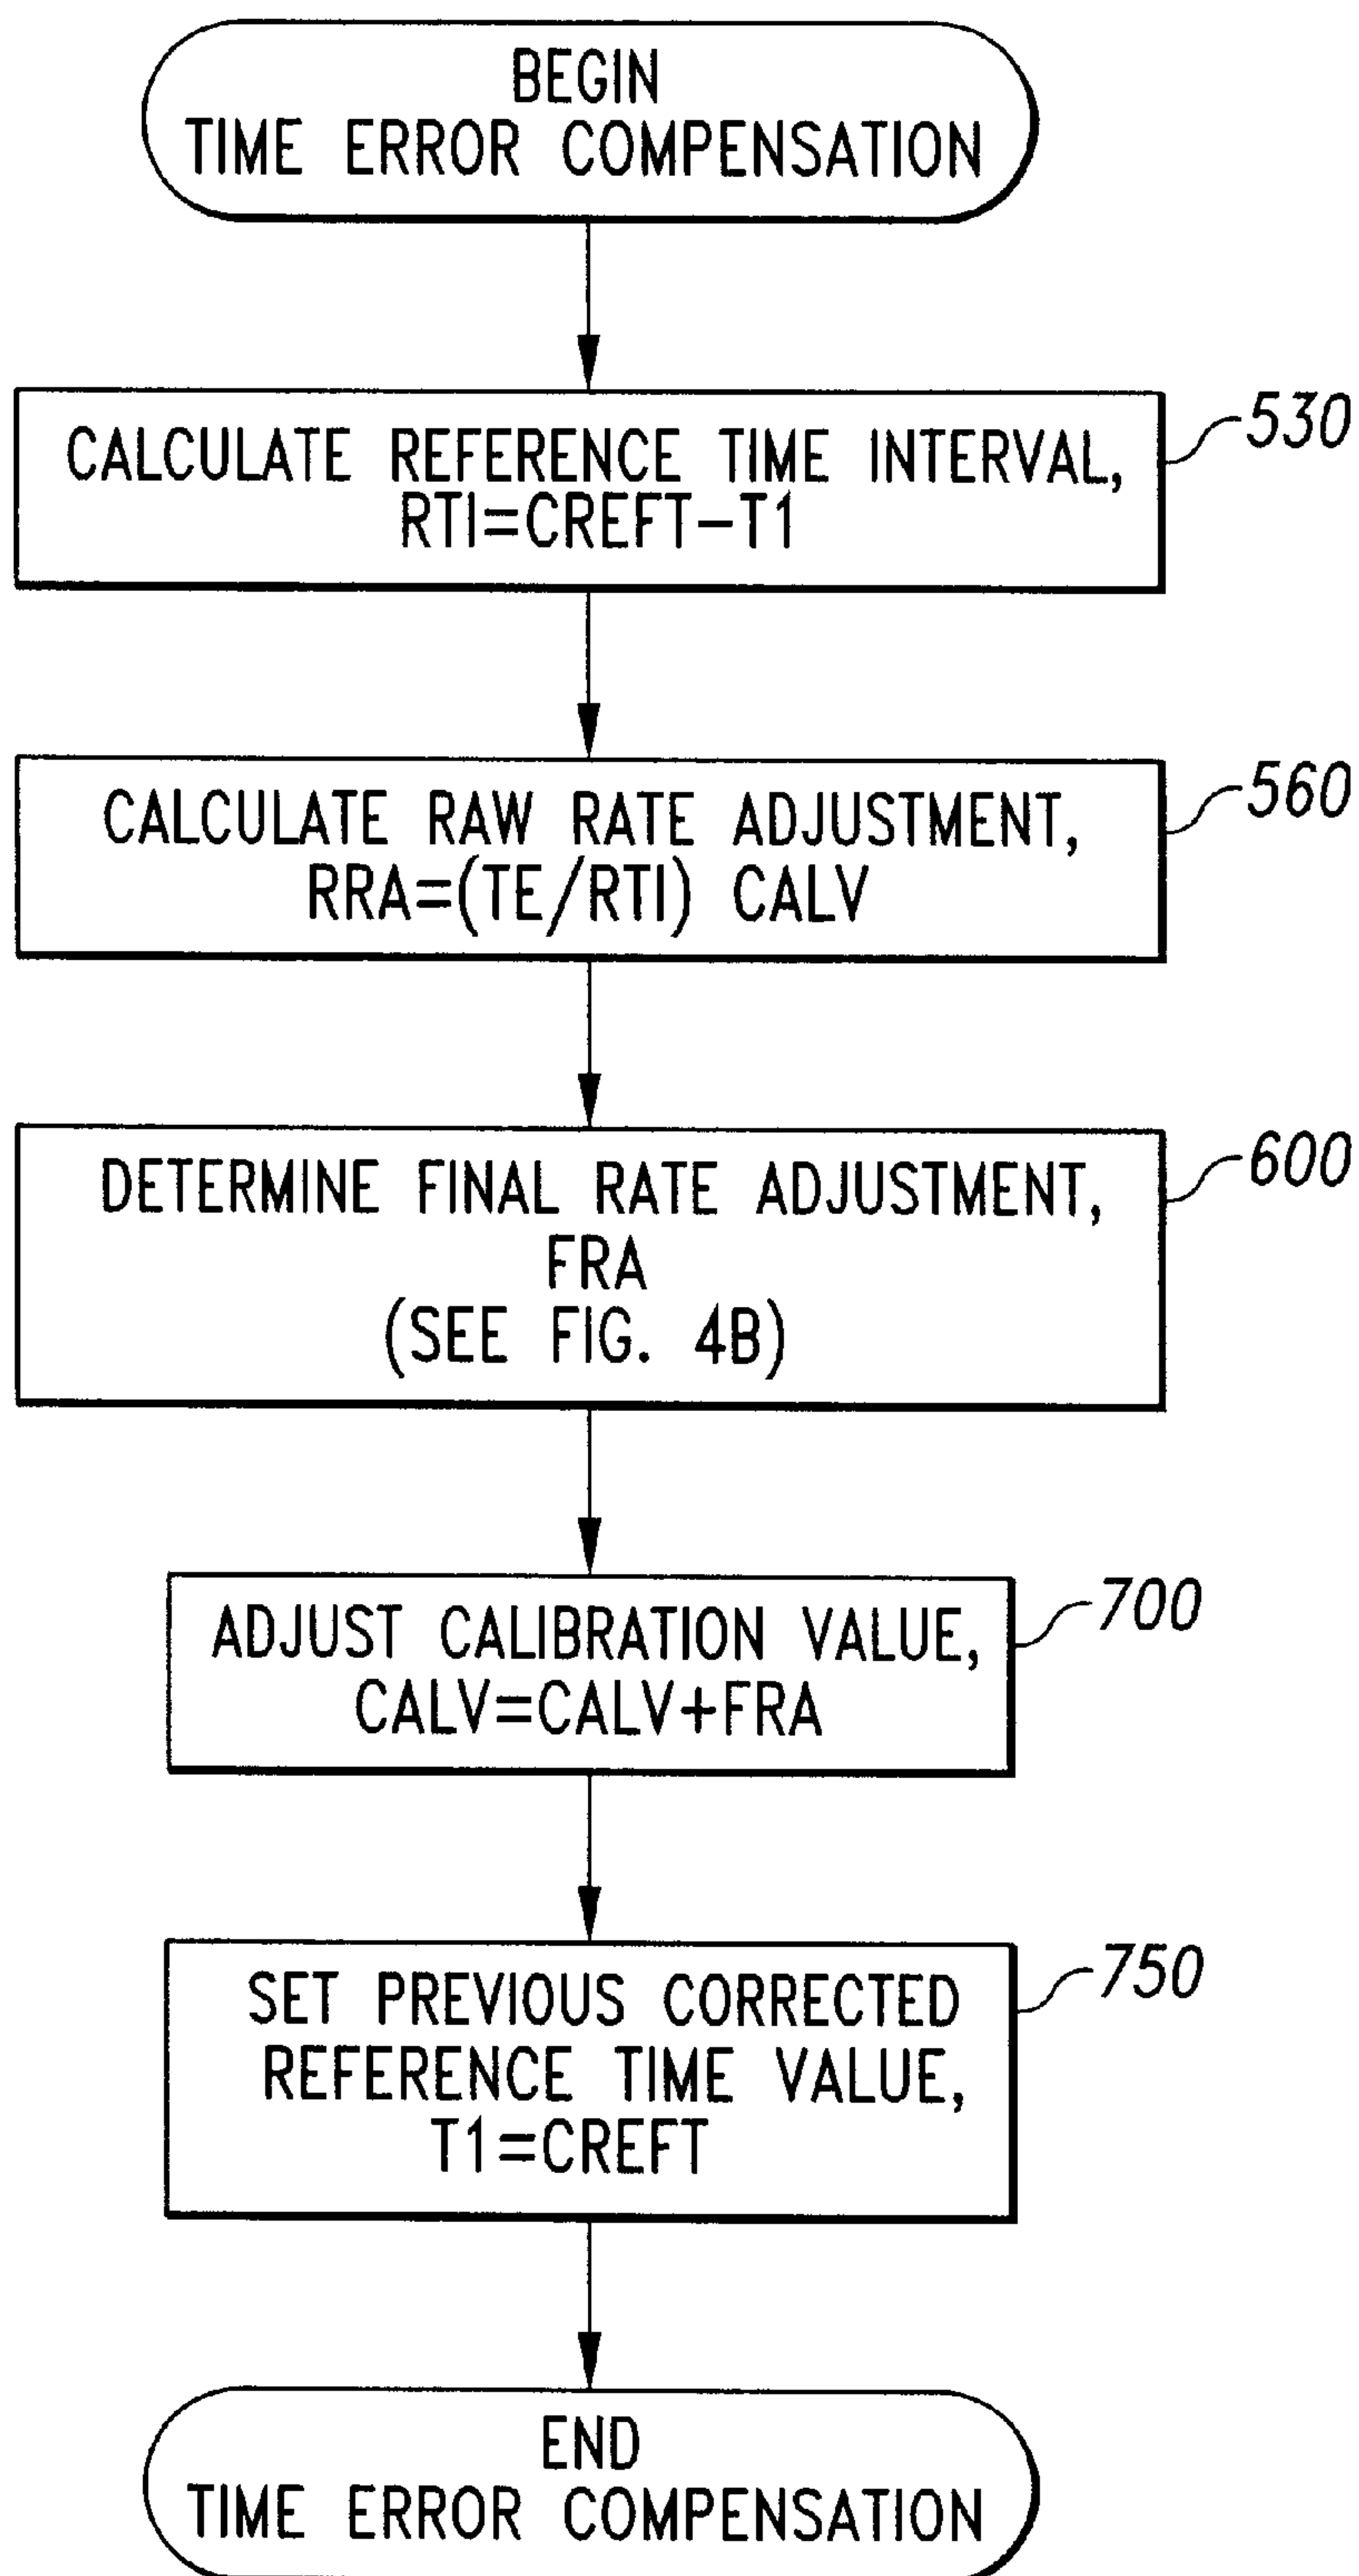 BEGIN
TIME ERROR COMPENSATION
CALCULATE REFERENCE TIME INTERVAL,
RTI=CREFT-T1
530
CALCULATE RAW RATE ADJUSTMENT,
RRA=(TE/RTI) CALV
560
DETERMINE FINAL RATE ADJUSTMENT,
FRA
(SEE FIG. 4B)
600
ADJUST CALIBRATION VALUE,
CALV=CALV+FRA
700
SET PREVIOUS CORRECTED
REFERENCE TIME VALUE,
T1=CREFT
750
END
TIME ERROR COMPENSATION